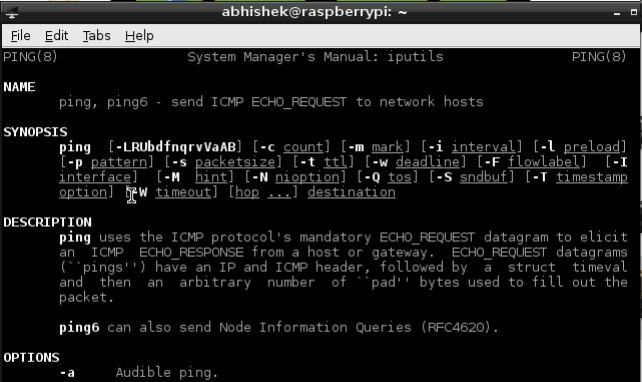 abhishek@raspberrypi: ~
File Edit Tabs Help
PING(8) System Manager's Manual: iputils PING(8)
NAME
ping, ping6 - send ICMP ECHO_REQUEST to network hosts
SYNOPSIS
ping [-LRUbdfnqrvVaAB] [-c count] [-m mark] [-i interval] [-l preload]
[-p pattern] [-s packetsize] [-t ttl] [-w deadline] [-F flowlabel] [-I
interface] [-M hint] [-N nioption] [-Q tos] [-S sndbuf] [-T timestamp
option] [-W timeout] [hop ...] destination
DESCRIPTION
ping uses the ICMP protocol's mandatory ECHO_REQUEST datagram to elicit
an ICMP ECHO_RESPONSE from a host or gateway. ECHO_REQUEST datagrams
(``pings'') have an IP and ICMP header, followed by a struct timeval
and then an arbitrary number of ``pad'' bytes used to fill out the
packet.
ping6 can also send Node Information Queries (RFC4620).
OPTIONS
-a Audible ping.